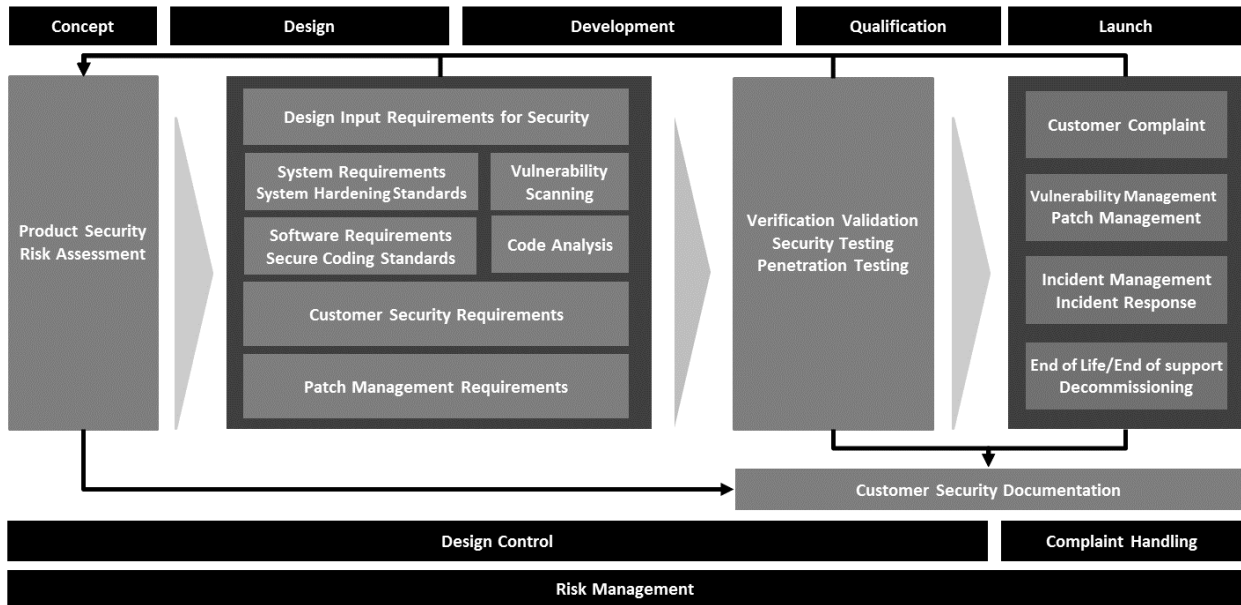 Concept
Design
Development
Qualification
Launch
Product Security
Risk Assessment
Design Input Requirements for Security
System Requirements
System Hardening Standards
Vulnerability
Scanning
Software Requirements
Secure Coding Standards
Code Analysis
Customer Security Requirements
Patch Management Requirements
Verification Validation
Security Testing
Penetration Testing
Customer Complaint
Vulnerability Management
Patch Management
Incident Management
Incident Response
End of Life/End of support
Decommissioning
Customer Security Documentation
Design Control
Complaint Handling
Risk Management